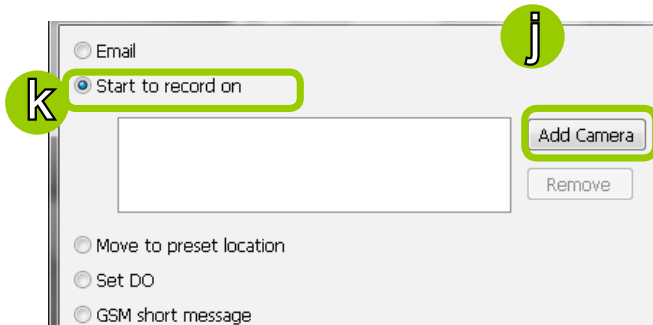 j
Email
k
Start to record on
Add Camera
Remove
Move to preset location
Set DO
GSM short message